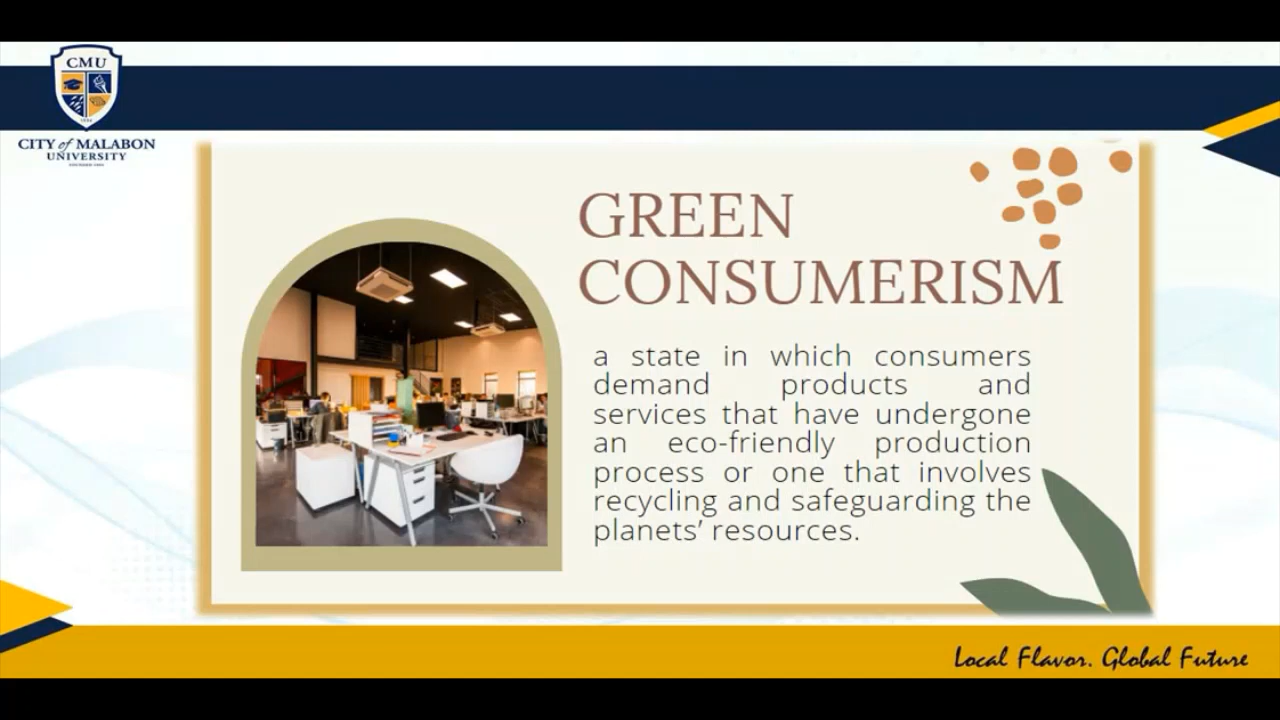 CMU
CITY of MALABON
UNIVERSITY
GREEN
CONSUMERISM
a state in which consumers
demand products and
services that have undergone
an eco-friendly production
process or one that involves
recycling and safeguarding the
planets’ resources.
Local Flavor. Global Future